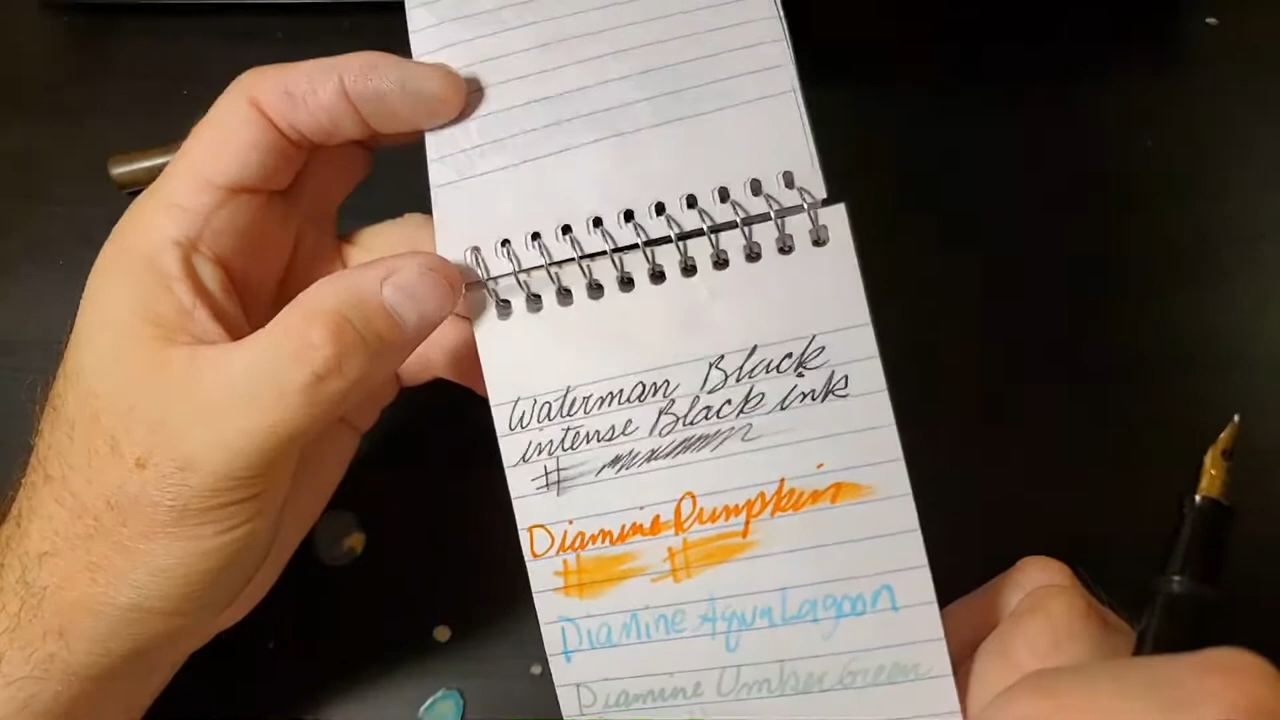 Waterman Black
intense Black ink
#
Diamine Pumpkin
# #
Diamine Aqua Lagoon
Diamine Umber Green